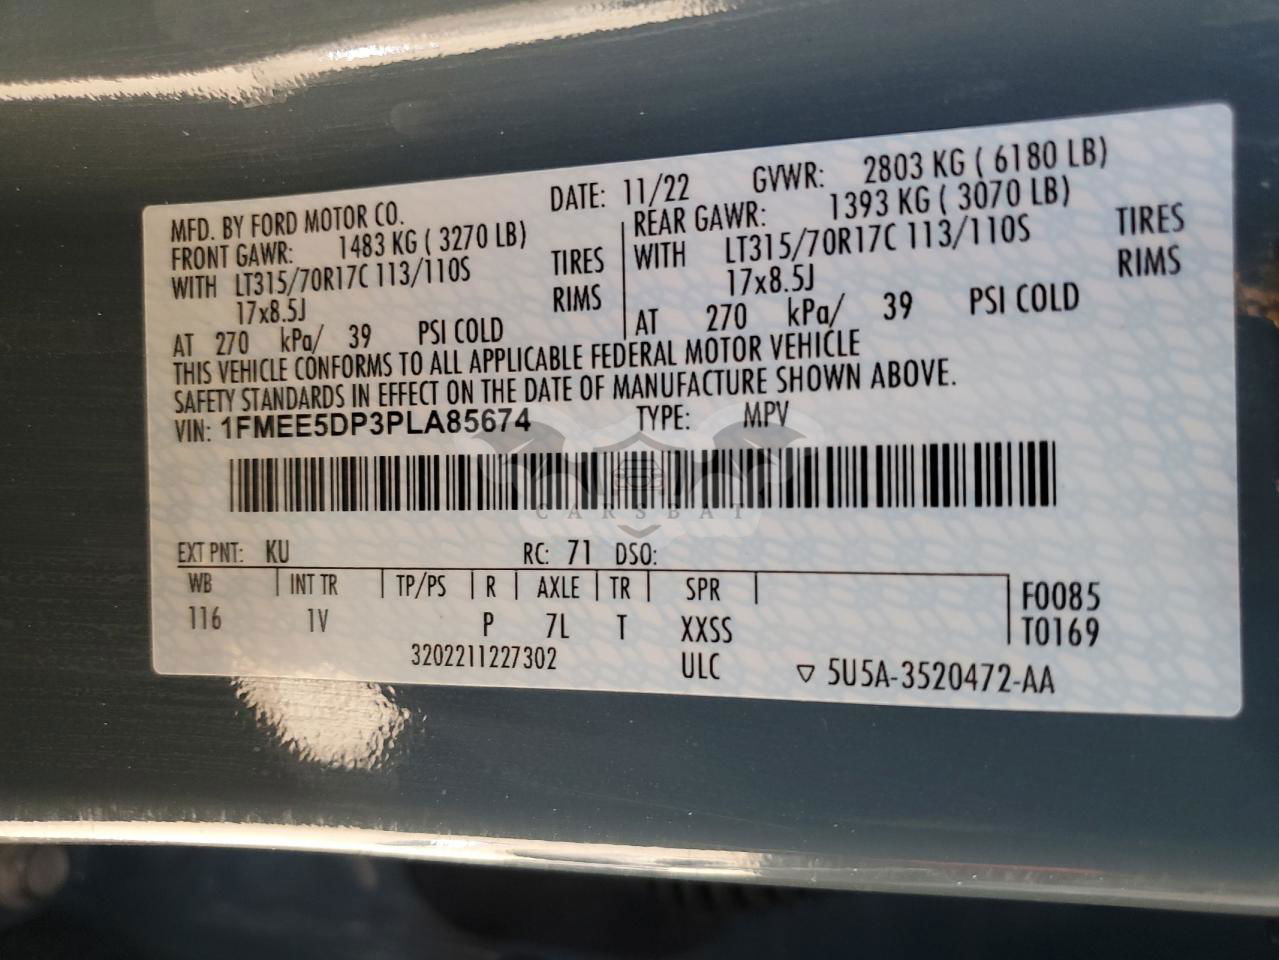 MFD. BY FORD MOTOR CO. DATE: 11/22 GVWR: 2803 KG ( 6180 LB)
FRONT GAWR: 1483 KG ( 3270 LB) REAR GAWR: 1393 KG ( 3070 LB)
WITH LT315/70R17C 113/110S TIRES WITH LT315/70R17C 113/110S TIRES
17x8.5J RIMS 17x8.5J RIMS
AT 270 kPa/ 39 PSI COLD AT 270 kPa/ 39 PSI COLD
THIS VEHICLE CONFORMS TO ALL APPLICABLE FEDERAL MOTOR VEHICLE
SAFETY STANDARDS IN EFFECT ON THE DATE OF MANUFACTURE SHOWN ABOVE.
VIN: 1FMEE5DP3PLA85674 TYPE: MPV
CARSBAT
EXT PNT: KU RC: 71 DSO:
WB INT TR TP/PS R AXLE TR SPR F0085
116 1V P 7L T XXSS T0169
3202211227302 ULC ▽ 5U5A-3520472-AA